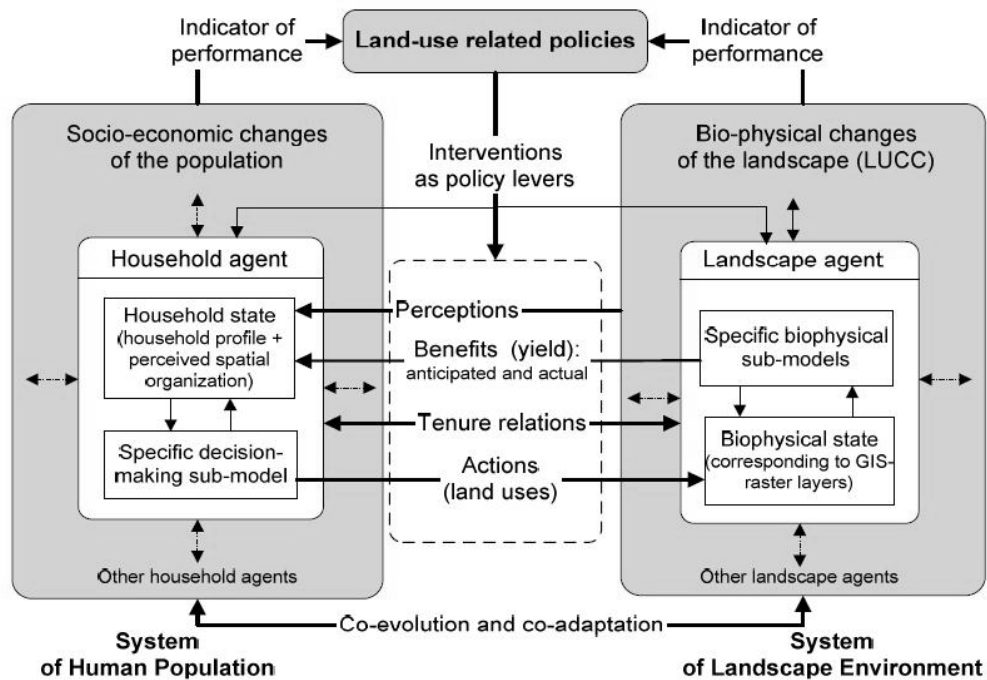 Indicator of
performance
Land-use related policies
Indicator of
performance
Socio-economic changes
of the population
Interventions
as policy levers
Bio-physical changes
of the landscape (LUCC)
Household agent
Household state
(household profile +
perceived spatial
organization)
Specific decision-
making sub-model
Other household agents
Perceptions
Benefits (yield):
anticipated and actual
Tenure relations
Actions
(land uses)
Landscape agent
Specific biophysical
sub-models
Biophysical state
(corresponding to GIS-
raster layers)
Other landscape agents
Co-evolution and co-adaptation
System
of Human Population
System
of Landscape Environment